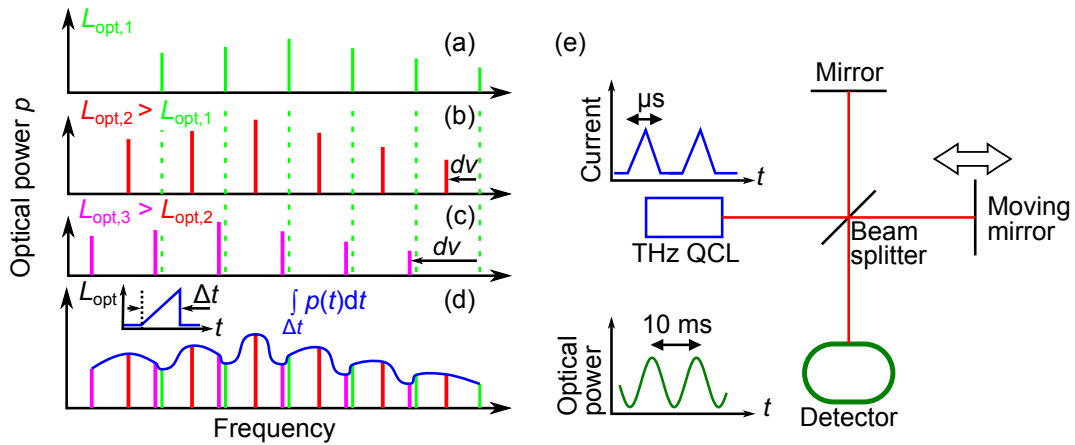 Optical power p
L_opt,1
(a)
L_opt,2 > L_opt,1
(b)
dν
L_opt,3 > L_opt,2
(c)
dν
L_opt
Δt
t
∫ p(t)dt
Δt
(d)
Frequency
(e)
Mirror
µs
Current
t
THz QCL
Beam
splitter
Moving
mirror
10 ms
Optical
power
t
Detector